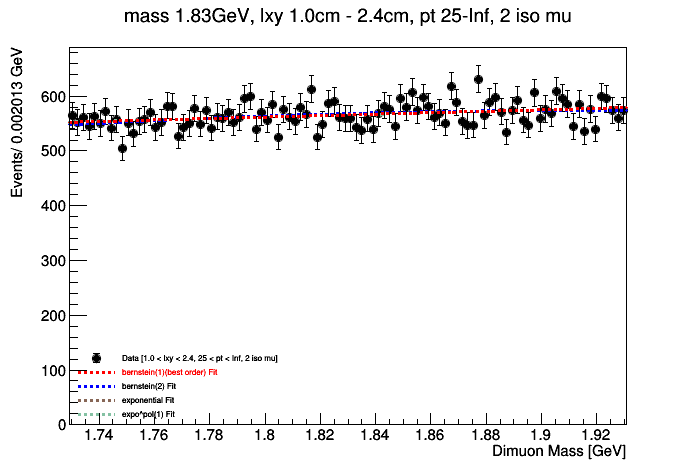 mass 1.83GeV, lxy 1.0cm - 2.4cm, pt 25-Inf, 2 iso mu
Events/ 0.002013 GeV
600
500
400
300
200
100
0
Data [1.0 < lxy < 2.4, 25 < pt < Inf, 2 iso mu]
bernstein(1)(best order) Fit
bernstein(2) Fit
exponential Fit
expo*pol(1) Fit
1.74 1.76 1.78 1.8 1.82 1.84 1.86 1.88 1.9 1.92
Dimuon Mass [GeV]